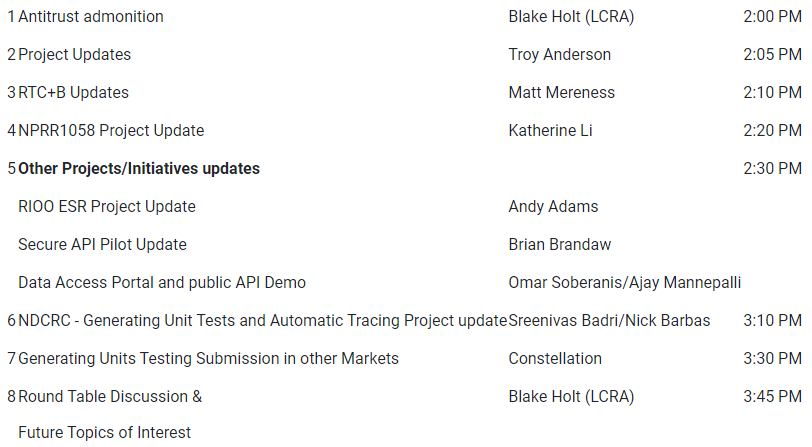 1 Antitrust admonition Blake Holt (LCRA) 2:00 PM
2 Project Updates Troy Anderson 2:05 PM
3 RTC+B Updates Matt Mereness 2:10 PM
4 NPRR1058 Project Update Katherine Li 2:20 PM
5 Other Projects/Initiatives updates 2:30 PM
RIOO ESR Project Update Andy Adams
Secure API Pilot Update Brian Brandaw
Data Access Portal and public API Demo Omar Soberanis/Ajay Mannepalli
6 NDCRC - Generating Unit Tests and Automatic Tracing Project update Sreenivas Badri/Nick Barbas 3:10 PM
7 Generating Units Testing Submission in other Markets Constellation 3:30 PM
8 Round Table Discussion & Blake Holt (LCRA) 3:45 PM
Future Topics of Interest